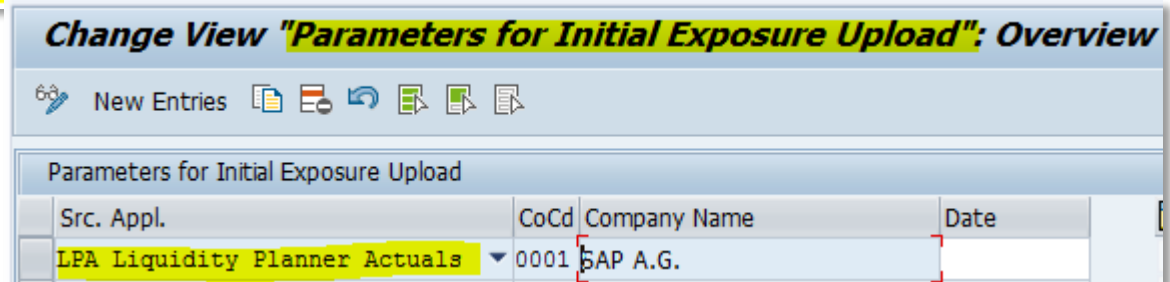 Change View "Parameters for Initial Exposure Upload": Overview
New Entries
Parameters for Initial Exposure Upload
Src. Appl. CoCd Company Name Date
LPA Liquidity Planner Actuals 0001 SAP A.G.